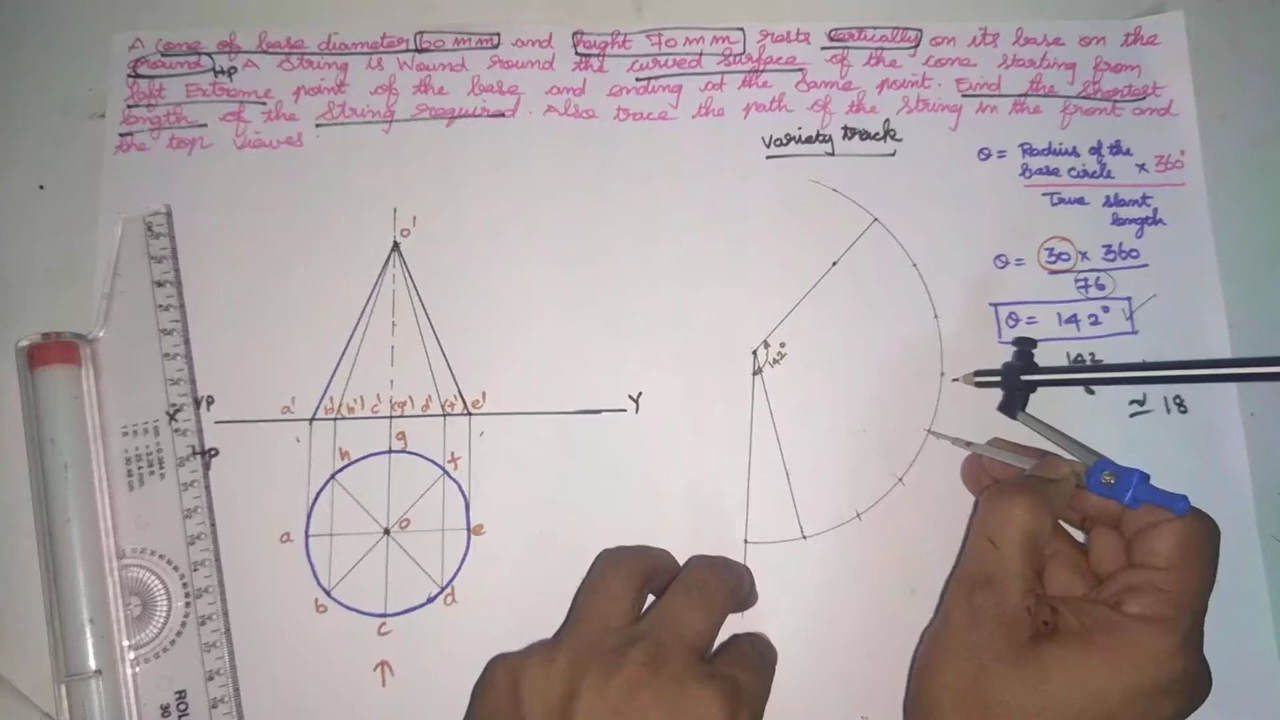 A cone of base diameter 60 mm and height 70 mm rests vertically on its base on the
ground. A String is Wound round the curved surface of the cone starting from
HP
left Extreme point of the base and ending at the Same point. Find the shortest
length of the String required. Also trace the path of the String in the front and
the top views
variety track
θ = Radius of the base circle × 360°
True slant length
θ = 30 × 360
76
θ = 142°
142
≃ 18
o'
142°
a' b' (h') c' (g') d' (f') e'
X VP Y
HP
g
h f
a o e
b d
c
ROL
30